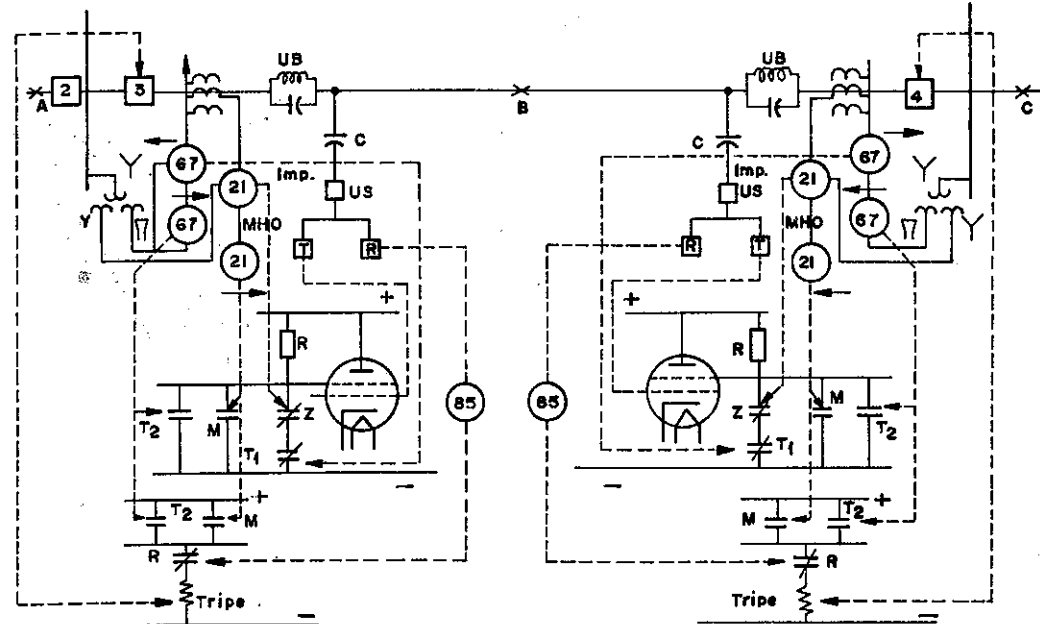 UB
UB
2
3
4
A
B
C
C
C
67
67
Imp.
Imp.
21
US
US
21
Y
67
MHO
MHO
67
T
R
R
T
21
21
+
+
R
R
85
85
Z
Z
T2
M
M
T2
T1
T1
–
–
+
+
T2
M
M
T2
R
R
Tripe
Tripe
–
–